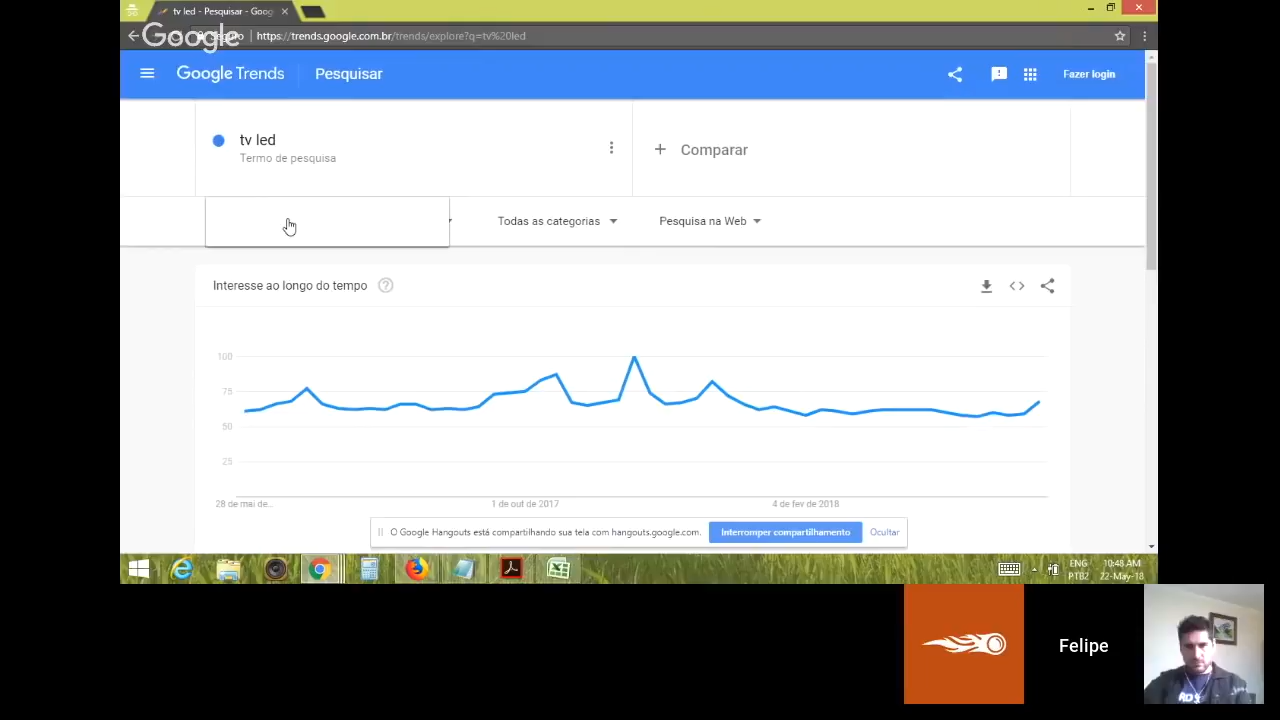 tv led - Pesquisar - Goog
Google
https://trends.google.com.br/trends/explore?q=tv%20led
Google Trends
Pesquisar
Fazer login
tv led
Termo de pesquisa
+ Comparar
Todas as categorias
Pesquisa na Web
Interesse ao longo do tempo
100
75
50
25
28 de mai de...
1 de out de 2017
4 de fev de 2018
O Google Hangouts está compartilhando sua tela com hangouts.google.com.
Interromper compartilhamento
Ocultar
ENG
10:48 AM
PTB2
22-May-18
Felipe